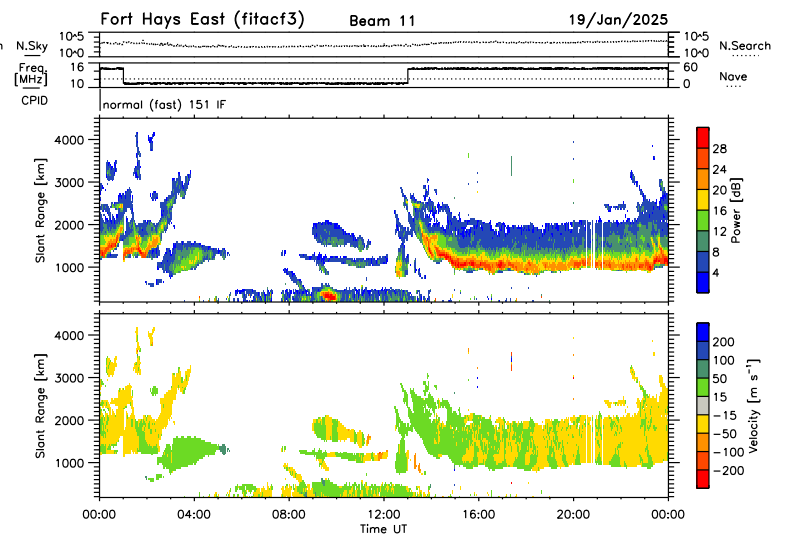 Fort Hays East (fitacf3) Beam 11 19/Jan/2025
n N.Sky 10^5 10^0 10^5 10^0 N.Search
Freq. [MHz] 16 10 60 0 Nave
CPID normal (fast) 151 IF
Slant Range [km] 4000 3000 2000 1000
28 24 20 16 12 8 4 Power [dB]
Slant Range [km] 4000 3000 2000 1000
200 100 50 15 −15 −50 −100 −200 Velocity [m s⁻¹]
00:00 04:00 08:00 12:00 16:00 20:00 00:00
Time UT